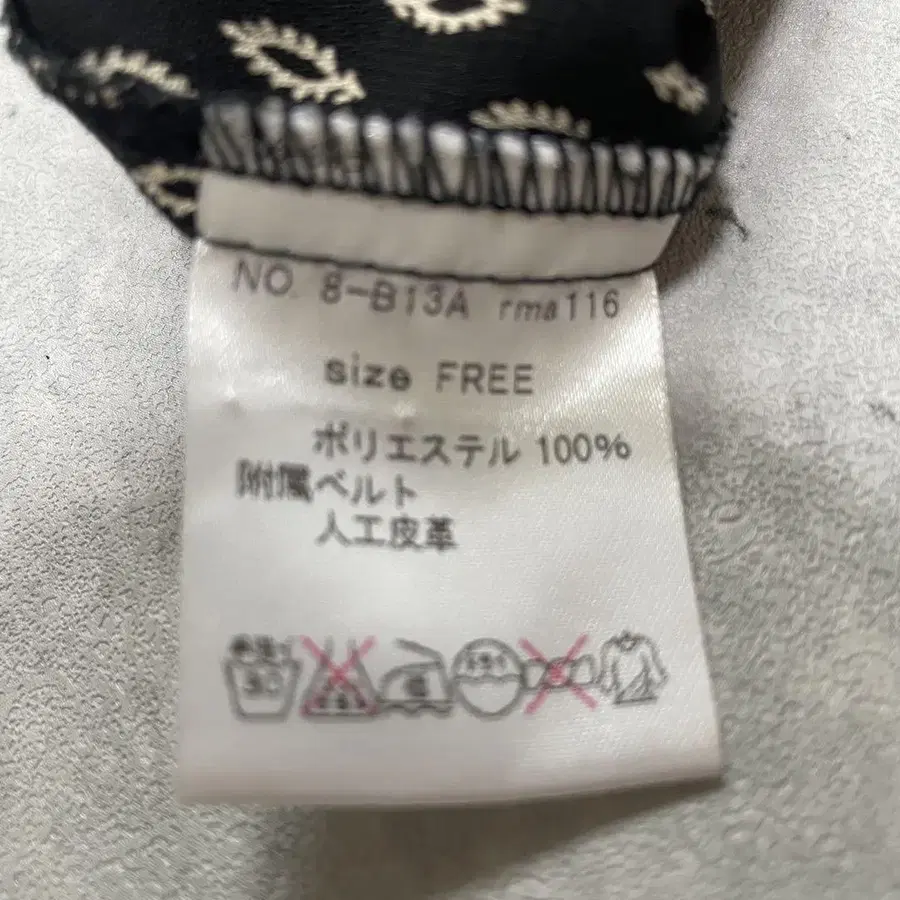 NO. 8-B13A rma116
size FREE
ポリエステル 100%
附属ベルト
人工皮革